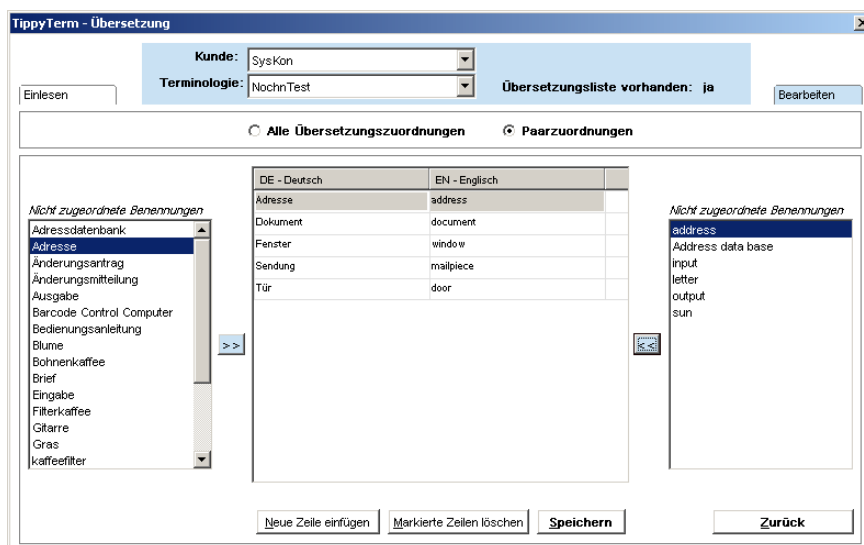 TippyTerm - Übersetzung
Kunde: SysKon
Terminologie: NochnTest
Übersetzungsliste vorhanden: ja
Einlesen
Bearbeiten
Alle Übersetzungszuordnungen Paarzuordnungen
Nicht zugeordnete Benennungen
Adressdatenbank
Adresse
Änderungsantrag
Änderungsmitteilung
Ausgabe
Barcode Control Computer
Bedienungsanleitung
Blume
Bohnenkaffee
Brief
Eingabe
Filterkaffee
Gitarre
Gras
kaffeefilter
>>
DE - Deutsch EN - Englisch
Adresse address
Dokument document
Fenster window
Sendung mailpiece
Tür door
<<
Nicht zugeordnete Benennungen
address
Address data base
input
letter
output
sun
Neue Zeile einfügen Markierte Zeilen löschen Speichern Zurück